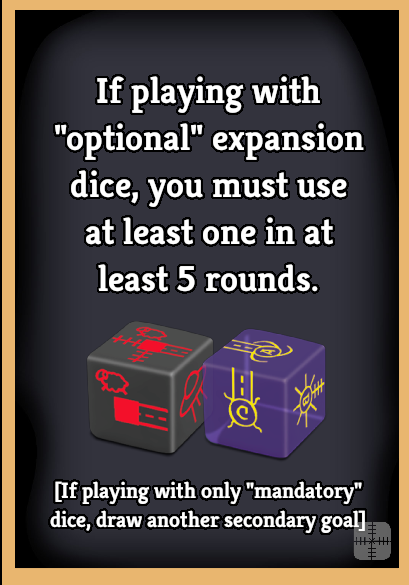 If playing with
"optional" expansion
dice, you must use
at least one in at
least 5 rounds.
[If playing with only "mandatory"
dice, draw another secondary goal]